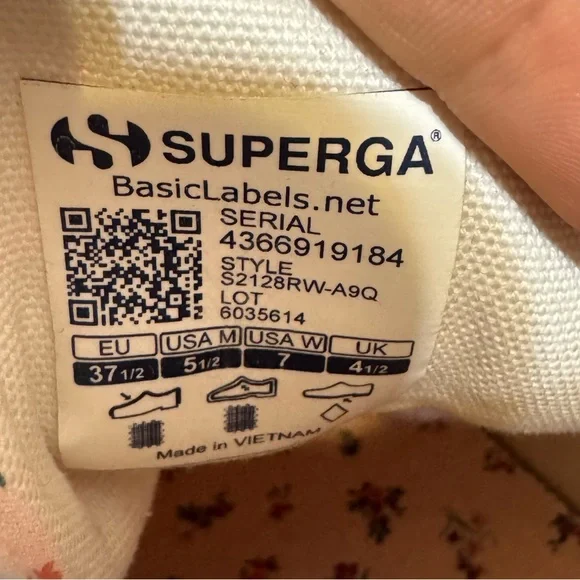 SUPERGA®
BasicLabels.net
SERIAL
4366919184
STYLE
S2128RW-A9Q
LOT
6035614
EU USA M USA W UK
37 1/2 5 1/2 7 4 1/2
Made in VIETNAM